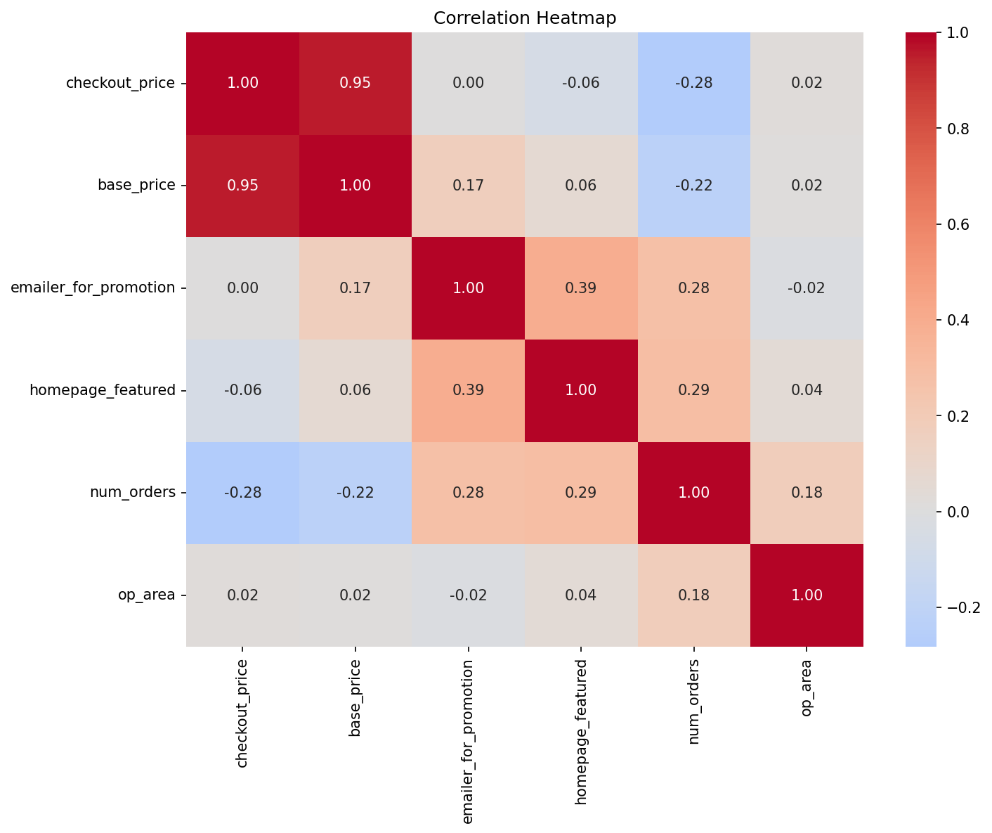 Correlation Heatmap
checkout_price 1.00 0.95 0.00 -0.06 -0.28 0.02
base_price 0.95 1.00 0.17 0.06 -0.22 0.02
emailer_for_promotion 0.00 0.17 1.00 0.39 0.28 -0.02
homepage_featured -0.06 0.06 0.39 1.00 0.29 0.04
num_orders -0.28 -0.22 0.28 0.29 1.00 0.18
op_area 0.02 0.02 -0.02 0.04 0.18 1.00
checkout_price
base_price
emailer_for_promotion
homepage_featured
num_orders
op_area
1.0
0.8
0.6
0.4
0.2
0.0
−0.2